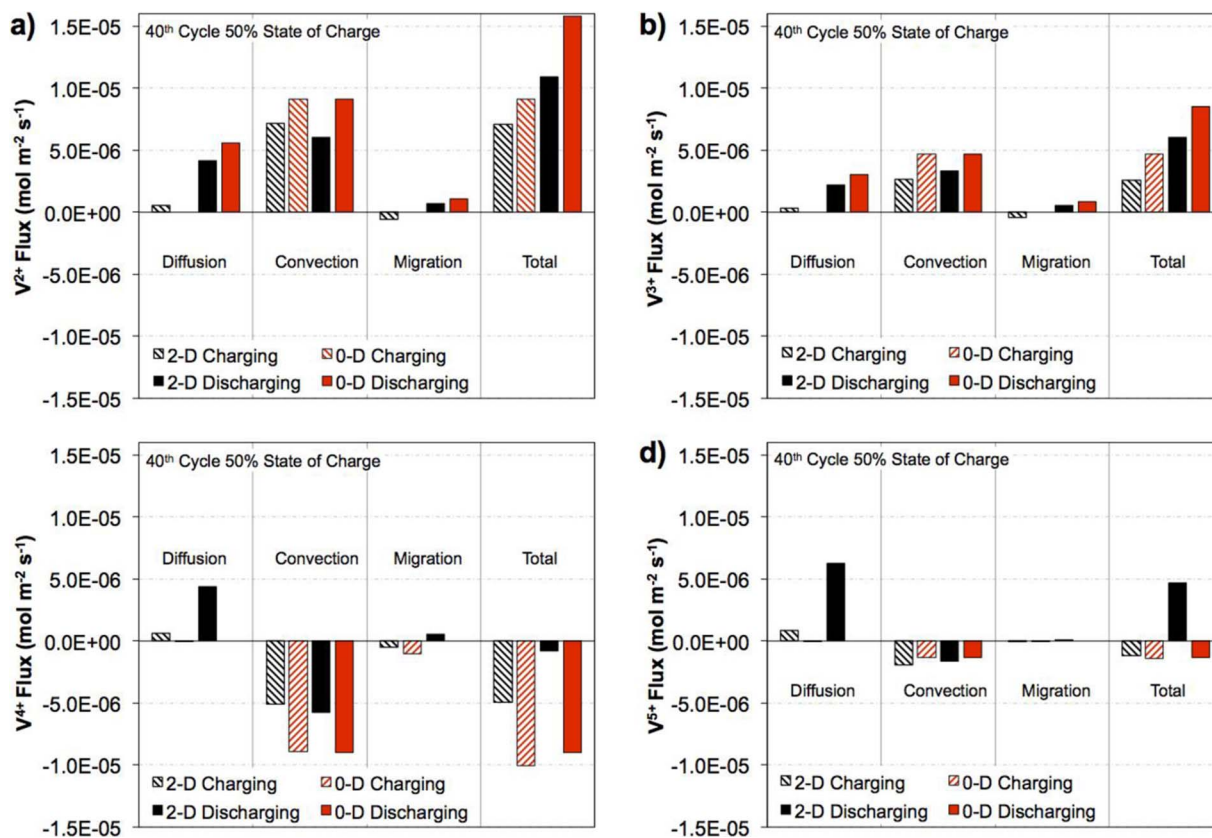 a)
40th Cycle 50% State of Charge
V2+ Flux (mol m-2 s-1)
1.5E-05
1.0E-05
5.0E-06
0.0E+00
-5.0E-06
-1.0E-05
-1.5E-05
Diffusion Convection Migration Total
2-D Charging 0-D Charging
2-D Discharging 0-D Discharging
b)
40th Cycle 50% State of Charge
V3+ Flux (mol m-2 s-1)
1.5E-05
1.0E-05
5.0E-06
0.0E+00
-5.0E-06
-1.0E-05
-1.5E-05
Diffusion Convection Migration Total
2-D Charging 0-D Charging
2-D Discharging 0-D Discharging
40th Cycle 50% State of Charge
V4+ Flux (mol m-2 s-1)
1.5E-05
1.0E-05
5.0E-06
0.0E+00
-5.0E-06
-1.0E-05
-1.5E-05
Diffusion Convection Migration Total
2-D Charging 0-D Charging
2-D Discharging 0-D Discharging
d)
40th Cycle 50% State of Charge
V5+ Flux (mol m-2 s-1)
1.5E-05
1.0E-05
5.0E-06
0.0E+00
-5.0E-06
-1.0E-05
-1.5E-05
Diffusion Convection Migration Total
2-D Charging 0-D Charging
2-D Discharging 0-D Discharging